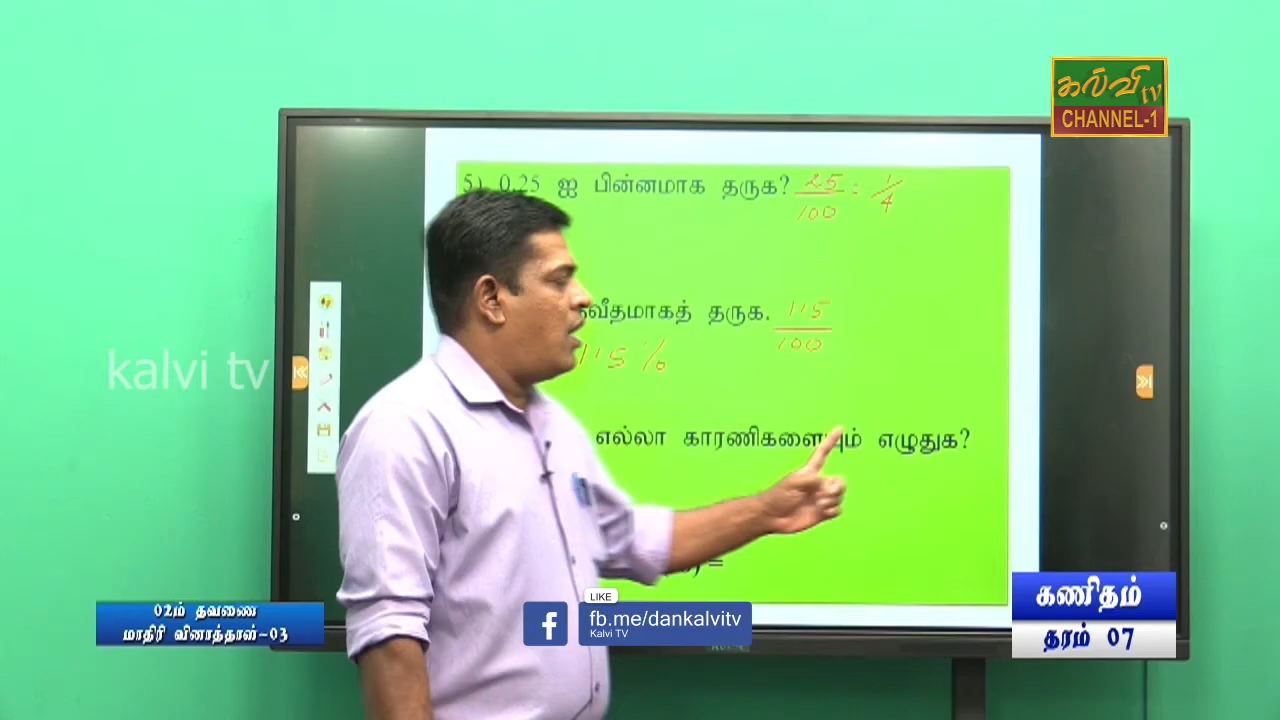 கல்வி tv
CHANNEL-1
5) 0.25 ஐ பின்னமாக தருக? 25/100 = 1/4
வீதமாகத் தருக. 115/100
115 %
எல்லா காரணிகளையும் எழுதுக?
=
kalvi tv
02ம் தவணை
மாதிரி வினாத்தாள்-03
LIKE
fb.me/dankalvitv
Kalvi TV
கணிதம்
தரம் 07